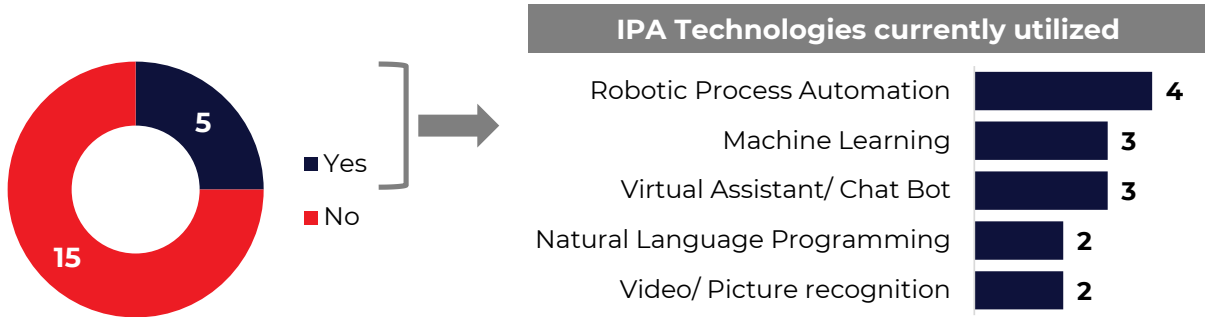 5
15
Yes
No
IPA Technologies currently utilized
Robotic Process Automation 4
Machine Learning 3
Virtual Assistant/ Chat Bot 3
Natural Language Programming 2
Video/ Picture recognition 2